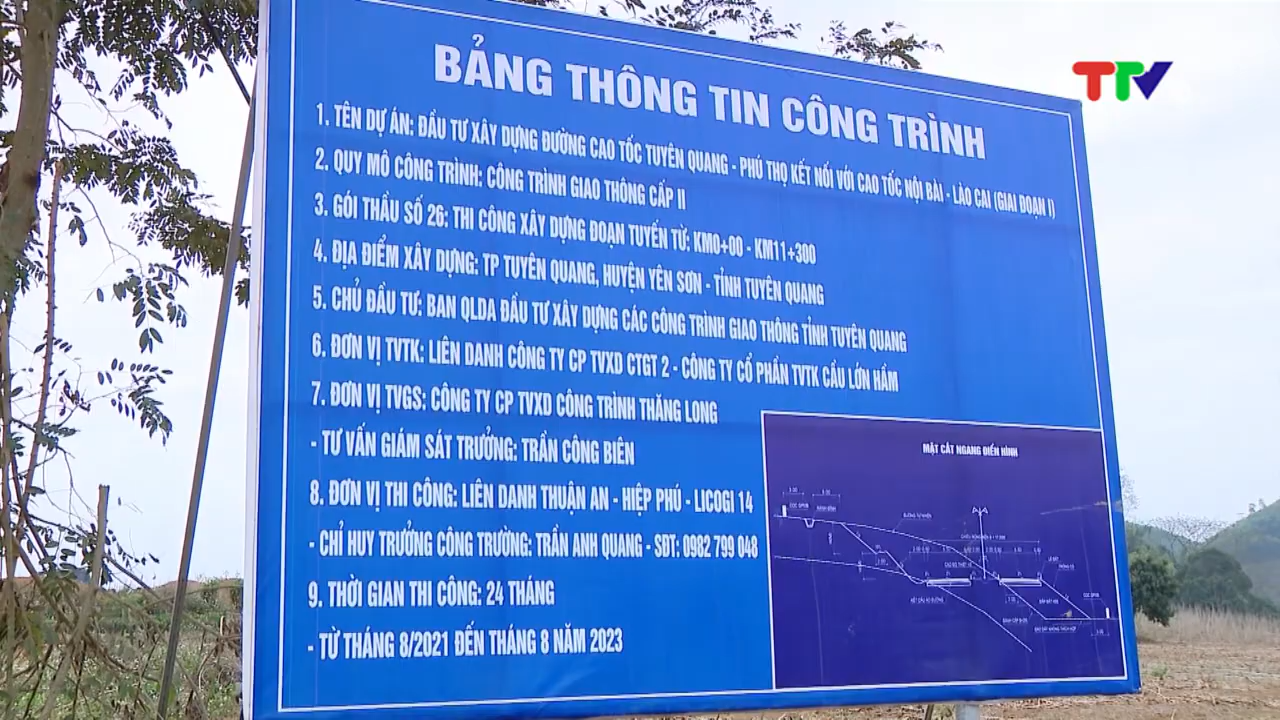 BẢNG THÔNG TIN CÔNG TRÌNH
TTV
1. TÊN DỰ ÁN: ĐẦU TƯ XÂY DỰNG ĐƯỜNG CAO TỐC TUYÊN QUANG - PHÚ THỌ KẾT NỐI VỚI CAO TỐC NỘI BÀI - LÀO CAI (GIAI ĐOẠN I)
2. QUY MÔ CÔNG TRÌNH: CÔNG TRÌNH GIAO THÔNG CẤP II
3. GÓI THẦU SỐ 26: THI CÔNG XÂY DỰNG ĐOẠN TUYẾN TỪ: KM0+00 - KM11+300
4. ĐỊA ĐIỂM XÂY DỰNG: TP TUYÊN QUANG, HUYỆN YÊN SƠN - TỈNH TUYÊN QUANG
5. CHỦ ĐẦU TƯ: BAN QLDA ĐẦU TƯ XÂY DỰNG CÁC CÔNG TRÌNH GIAO THÔNG TỈNH TUYÊN QUANG
6. ĐƠN VỊ TVTK: LIÊN DANH CÔNG TY CP TVXD CTGT 2 - CÔNG TY CỔ PHẦN TVTK CẦU LỚN HẦM
7. ĐƠN VỊ TVGS: CÔNG TY CP TVXD CÔNG TRÌNH THĂNG LONG
- TƯ VẤN GIÁM SÁT TRƯỞNG: TRẦN CÔNG BIÊN
8. ĐƠN VỊ THI CÔNG: LIÊN DANH THUẬN AN - HIỆP PHÚ - LICOGI 14
- CHỈ HUY TRƯỞNG CÔNG TRƯỜNG: TRẦN ANH QUANG - SĐT: 0982 799 048
9. THỜI GIAN THI CÔNG: 24 THÁNG
- TỪ THÁNG 8/2021 ĐẾN THÁNG 8 NĂM 2023
MẶT CẮT NGANG ĐIỂN HÌNH